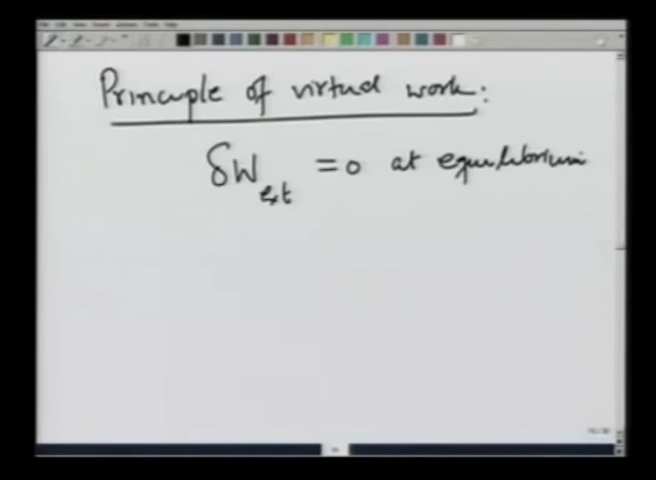 Principle of virtual work:
δW_ext = 0 at equilibrium